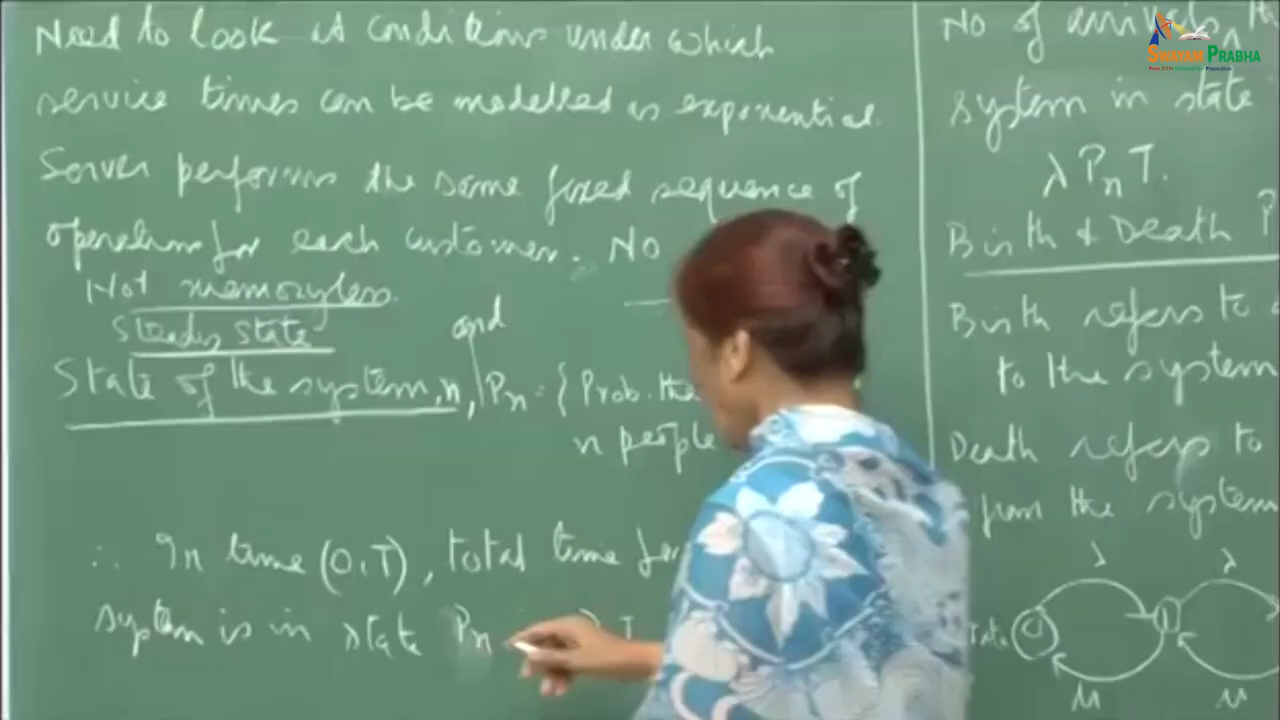 Need to look at conditions under which
service times can be modelled as exponential.
Server performs the same fixed sequence of
operations for each customer. No
Not memoryless.
Steady state
and
State of the system, n, Pn = { Prob. tha
n people
∴ In time (0,T), total time for
system is in state Pn
No of arrivals, th
system in state
λ Pn T.
Birth & Death P
Birth refers to a
to the system
Death refers to
from the system
λ λ
0 1
μ μ
SWAYAM PRABHA